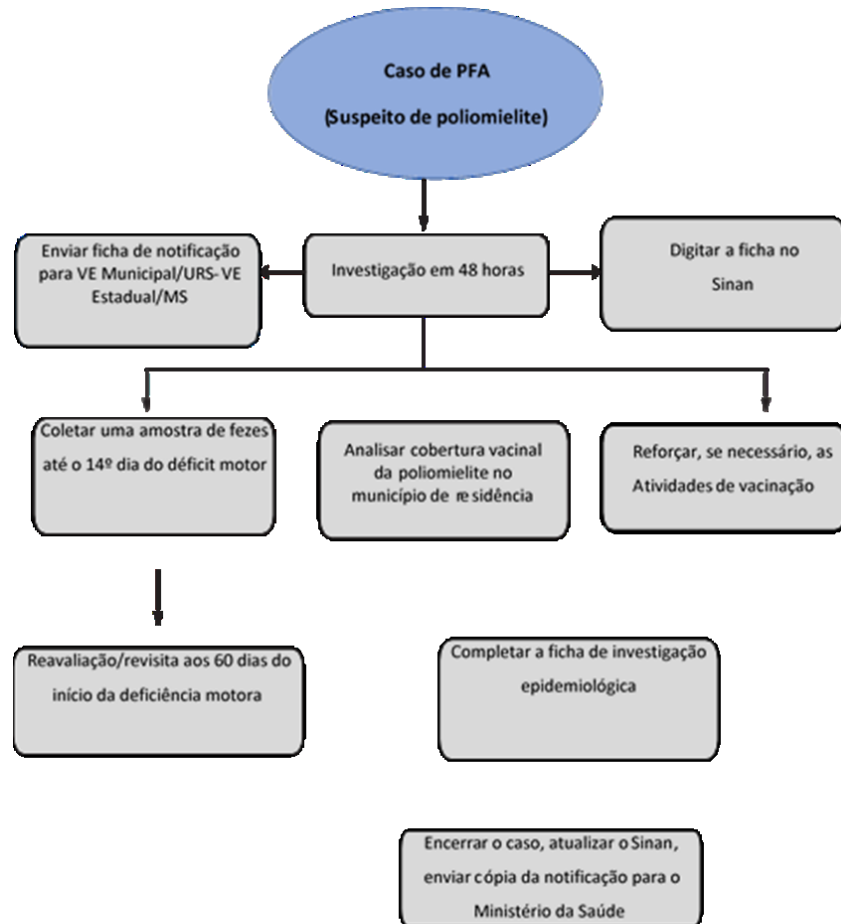 Caso de PFA
(Suspeito de poliomielite)
Enviar ficha de notificação
para VE Municipal/URS-VE
Estadual/MS
Investigação em 48 horas
Digitar a ficha no
Sinan
Coletar uma amostra de fezes
até o 14º dia do déficit motor
Analisar cobertura vacinal
da poliomielite no
município de residência
Reforçar, se necessário, as
Atividades de vacinação
Reavaliação/revisita aos 60 dias do
início da deficiência motora
Completar a ficha de investigação
epidemiológica
Encerrar o caso, atualizar o Sinan,
enviar cópia da notificação para o
Ministério da Saúde